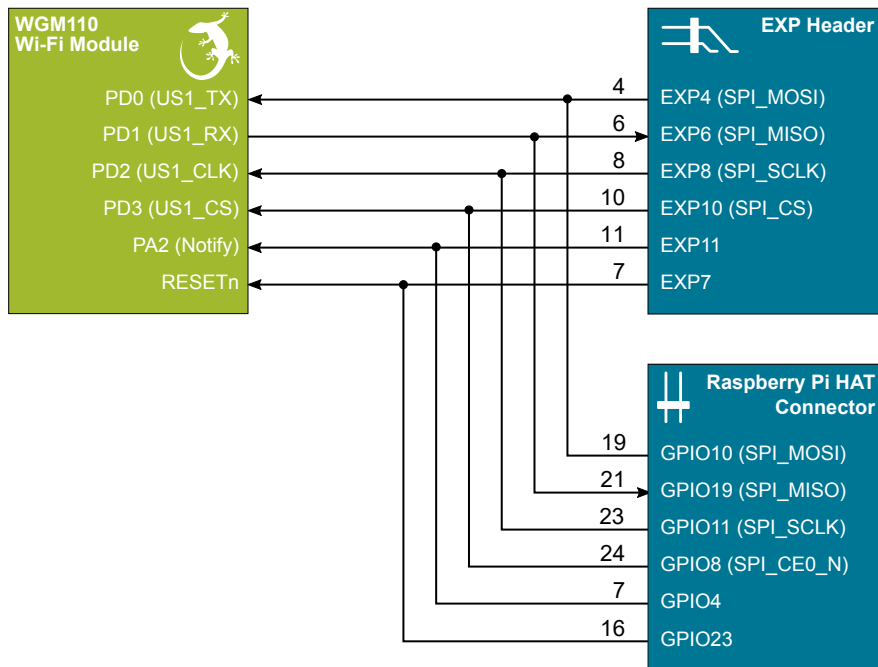 WGM110
Wi-Fi Module
PD0 (US1_TX)
PD1 (US1_RX)
PD2 (US1_CLK)
PD3 (US1_CS)
PA2 (Notify)
RESETn
EXP Header
4 EXP4 (SPI_MOSI)
6 EXP6 (SPI_MISO)
8 EXP8 (SPI_SCLK)
10 EXP10 (SPI_CS)
11 EXP11
7 EXP7
Raspberry Pi HAT
Connector
19 GPIO10 (SPI_MOSI)
21 GPIO19 (SPI_MISO)
23 GPIO11 (SPI_SCLK)
24 GPIO8 (SPI_CE0_N)
7 GPIO4
16 GPIO23